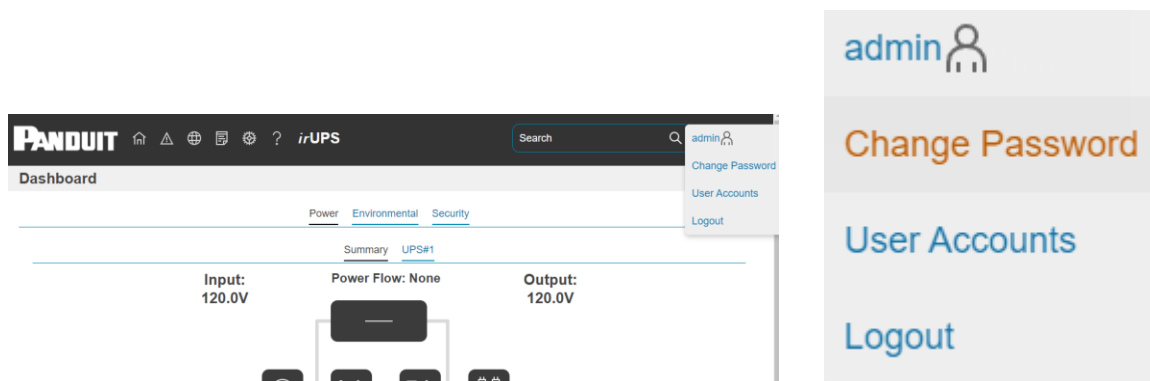 PANDUIT ? irUPS Search admin
Change Password
User Accounts
Logout
Dashboard
Power Environmental Security
Summary UPS#1
Input:
120.0V
Power Flow: None
Output:
120.0V
admin
Change Password
User Accounts
Logout